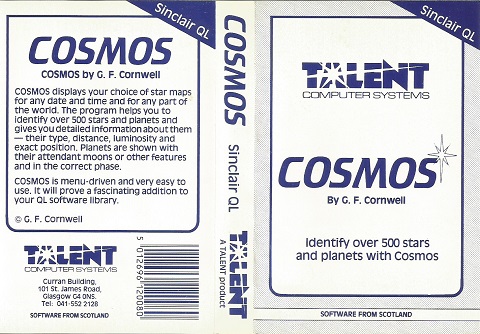 Sinclair QL
COSMOS
COSMOS by G. F. Cornwell
COSMOS displays your choice of star maps
for any date and time and for any part of
the world. The program helps you to
identify over 500 stars and planets and
gives you detailed information about them
— their type, distance, luminosity and
exact position. Planets are shown with
their attendant moons or other features
and in the correct phase.
COSMOS is menu-driven and very easy to
use. It will prove a fascinating addition to
your QL software library.
© G. F. Cornwell
TALENT
COMPUTER SYSTEMS
Curran Building,
101 St. James Road,
Glasgow G4 0NS.
Tel: 041·552 2128
5 012696 120080
SOFTWARE FROM SCOTLAND
COSMOS
Sinclair QL
TALENT
A TALENT product
Sinclair QL
TALENT
COMPUTER SYSTEMS
COSMOS
By G. F. Cornwell
Identify over 500 stars
and planets with Cosmos
SOFTWARE FROM SCOTLAND